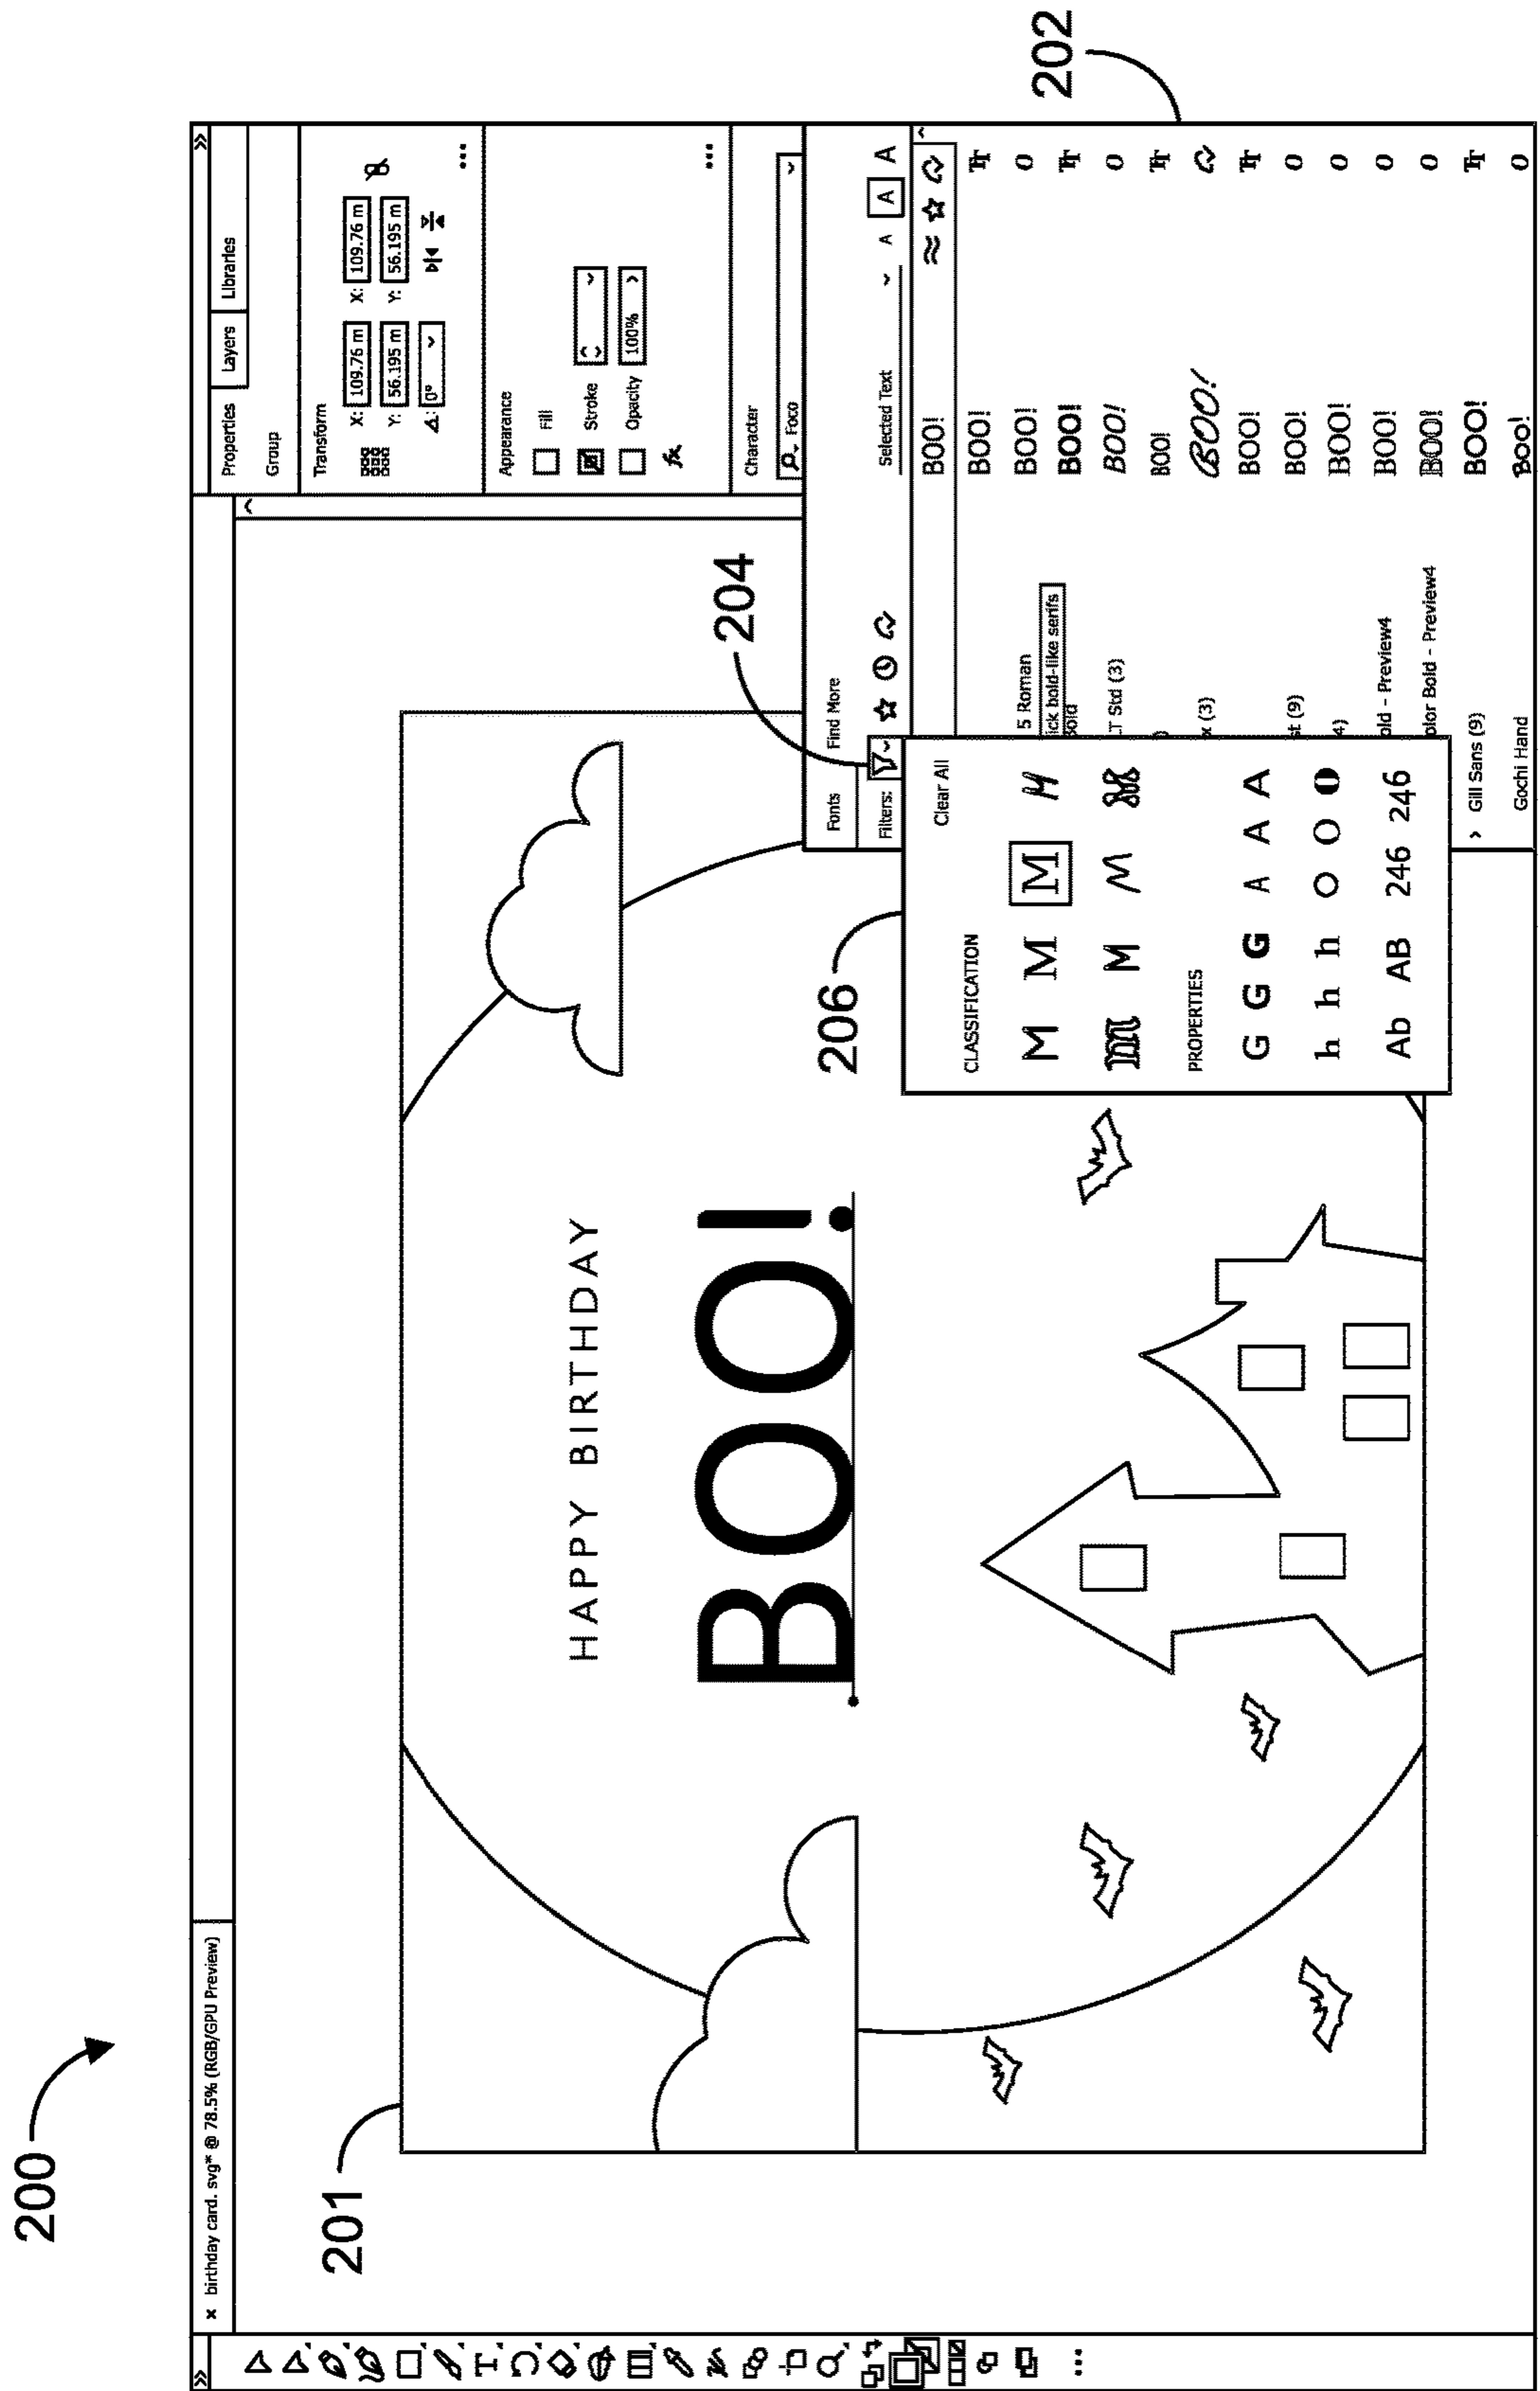 200
201
202
204
206
× birthday card. svg* @ 78.5% (RGB/GPU Preview)
HAPPY BIRTHDAY
BOO!
Properties Layers Libraries
Group
Transform
X: 109.76 m X: 109.76 m
Y: 56.195 m Y: 56.195 m
0°
Appearance
Fill
Stroke
Opacity 100%
fx
•••
Character
Foco
Fonts Find More
Filters:
Selected Text A A A
BOO!
BOO!
5 Roman BOO!
ick bold-like serifs
BOO!
LT Std (3) BOO!
BOO!
x (3) BOO!
BOO!
st (9) BOO!
4) BOO!
old - Preview4 BOO!
olor Bold - Preview4 BOO!
Gill Sans (9) BOO!
Gochi Hand BOO!
Clear All
CLASSIFICATION
M M M M
M M M M
PROPERTIES
G G G A A A
h h h O O O
Ab AB 246 246